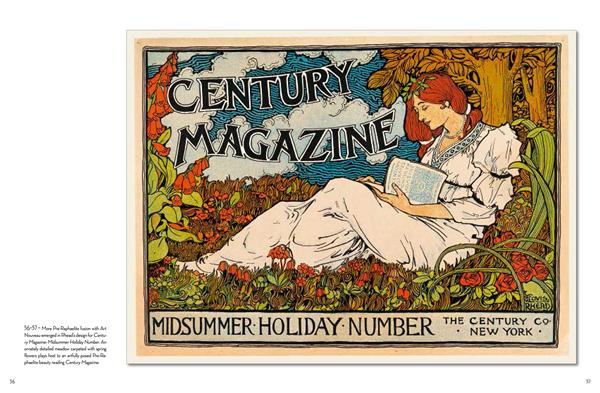 CENTURY
MAGAZINE
LOUIS
RHEAD
MIDSUMMER·HOLIDAY·NUMBER
THE CENTURY CO·
·NEW YORK·
56-57 – More Pre-Raphaelite fusion with Art
Nouveau emerged in Rhead's design for Centu-
ry Magazine: Midsummer Holiday Number. An
ornately detailed meadow carpeted with spring
flowers plays host to an artfully posed Pre-Ra-
phaelite beauty reading Century Magazine.
56
57